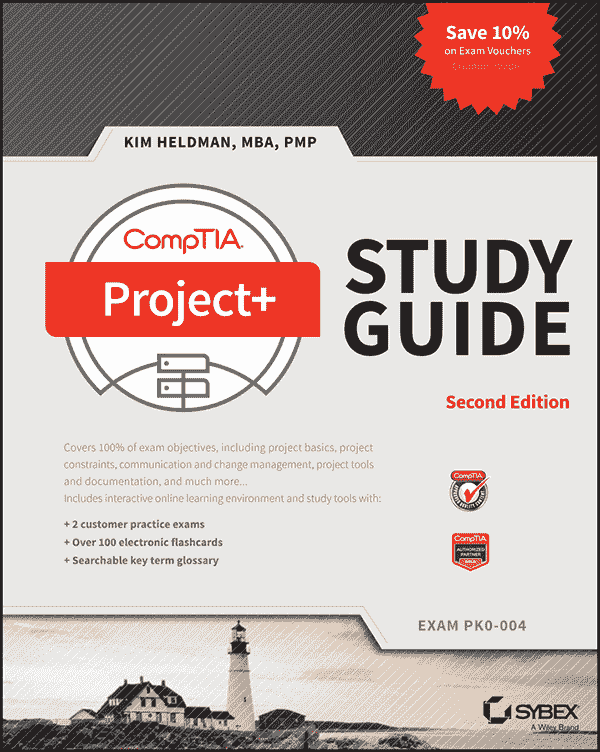 Save 10%
on Exam Vouchers
KIM HELDMAN, MBA, PMP
CompTIA
Project+
STUDY
GUIDE
Second Edition
Covers 100% of exam objectives, including project basics, project
constraints, communication and change management, project tools
and documentation, and much more...
Includes interactive online learning environment and study tools with:
+ 2 customer practice exams
+ Over 100 electronic flashcards
+ Searchable key term glossary
CompTIA
CompTIA
AUTHORIZED
PARTNER
EXAM PK0-004
SYBEX
A Wiley Brand